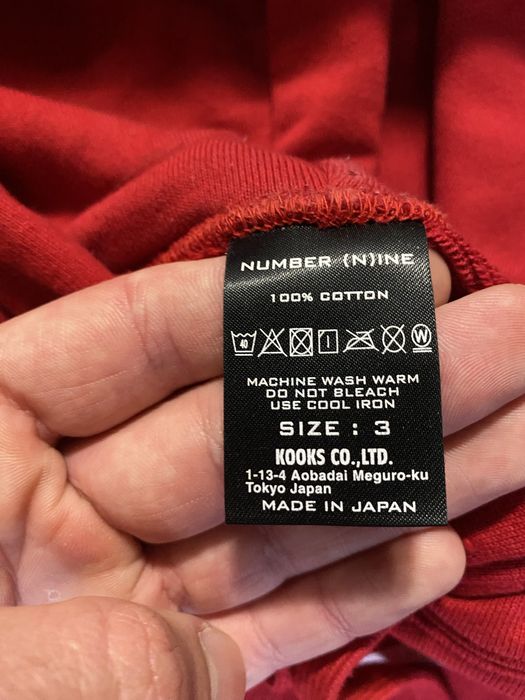 NUMBER (N)INE
100% COTTON
40 W
MACHINE WASH WARM
DO NOT BLEACH
USE COOL IRON
SIZE : 3
KOOKS CO.,LTD.
1-13-4 Aobadai Meguro-ku
Tokyo Japan
MADE IN JAPAN